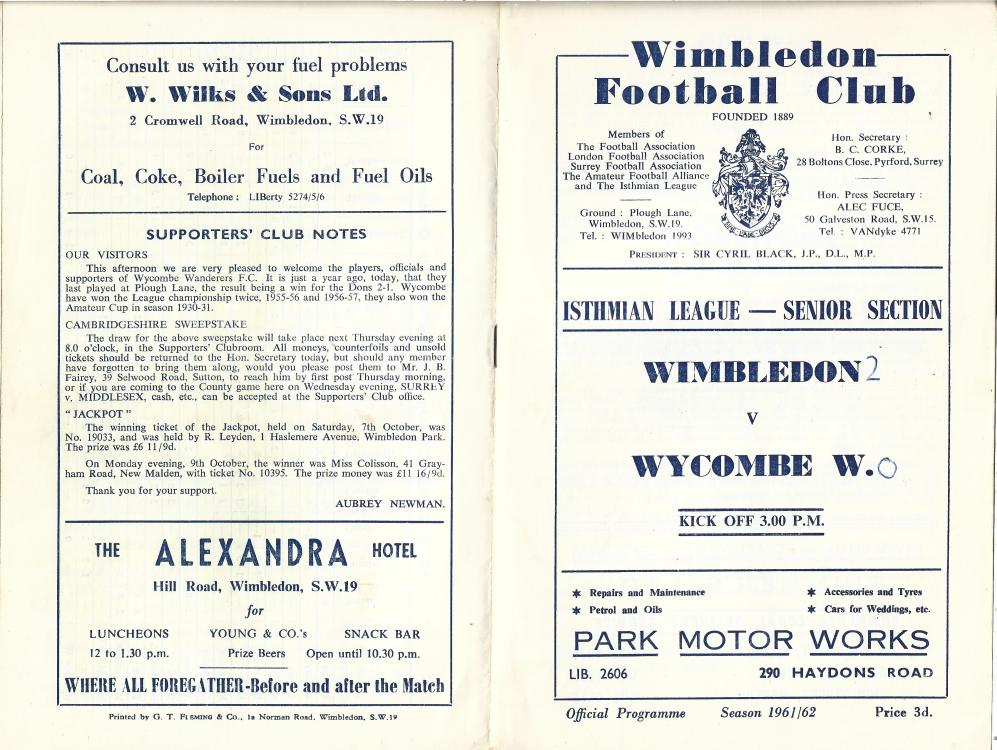 Consult us with your fuel problems
W. Wilks & Sons Ltd.
2 Cromwell Road, Wimbledon, S.W.19
For
Coal, Coke, Boiler Fuels and Fuel Oils
Telephone : LIBerty 5274/5/6
SUPPORTERS' CLUB NOTES
OUR VISITORS
This afternoon we are very pleased to welcome the players, officials and
supporters of Wycombe Wanderers F.C. It is just a year ago, today, that they
last played at Plough Lane, the result being a win for the Dons 2-1. Wycombe
have won the League championship twice, 1955-56 and 1956-57, they also won the
Amateur Cup in season 1930-31.
CAMBRIDGESHIRE SWEEPSTAKE
The draw for the above sweepstake will take place next Thursday evening at
8.0 o'clock, in the Supporters' Clubroom. All moneys, counterfoils and unsold
tickets should be returned to the Hon. Secretary today, but should any member
have forgotten to bring them along, would you please post them to Mr. J. B.
Fairey, 39 Selwood Road, Sutton, to reach him by first post Thursday morning,
or if you are coming to the County game here on Wednesday evening, SURREY
v. MIDDLESEX, cash, etc., can be accepted at the Supporters' Club office.
"JACKPOT"
The winning ticket of the Jackpot, held on Saturday, 7th October, was
No. 19033, and was held by R. Leyden, 1 Haslemere Avenue, Wimbledon Park.
The prize was £6 11/9d.
On Monday evening, 9th October, the winner was Miss Colisson, 41 Gray-
ham Road, New Malden, with ticket No. 10395. The prize money was £11 16/9d.
Thank you for your support.
AUBREY NEWMAN.
THE ALEXANDRA HOTEL
Hill Road, Wimbledon, S.W.19
for
LUNCHEONS YOUNG & CO.'s SNACK BAR
12 to 1.30 p.m. Prize Beers Open until 10.30 p.m.
WHERE ALL FOREGATHER-Before and after the Match
Printed by G. T. FLEMING & Co., 1a Norman Road, Wimbledon, S.W.19
Wimbledon
Football Club
FOUNDED 1889
Members of
The Football Association
London Football Association
Surrey Football Association
The Amateur Football Alliance
and The Isthmian League
Ground : Plough Lane,
Wimbledon, S.W.19.
Tel. : WIMbledon 1993
Hon. Secretary :
B. C. CORKE,
28 Boltons Close, Pyrford, Surrey
Hon. Press Secretary :
ALEC FUCE,
50 Galveston Road, S.W.15.
Tel. : VANdyke 4771
PRESIDENT : SIR CYRIL BLACK, J.P., D.L., M.P.
ISTHMIAN LEAGUE — SENIOR SECTION
WIMBLEDON 2
v
WYCOMBE W. 0
KICK OFF 3.00 P.M.
* Repairs and Maintenance * Accessories and Tyres
* Petrol and Oils * Cars for Weddings, etc.
PARK MOTOR WORKS
LIB. 2606 290 HAYDONS ROAD
Official Programme Season 1961/62 Price 3d.